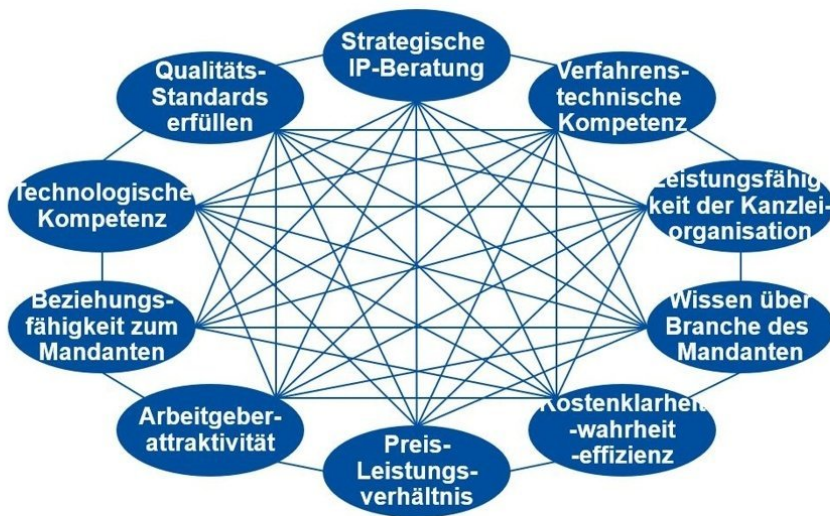 Strategische
IP-Beratung
Verfahrens-
technische
Kompetenz
Leistungsfähig-
keit der Kanzlei-
organisation
Wissen über
Branche des
Mandanten
Kostenklarheit
-wahrheit
-effizienz
Preis-
Leistungs-
verhältnis
Arbeitgeber-
attraktivität
Beziehungs-
fähigkeit zum
Mandanten
Technologische
Kompetenz
Qualitäts-
Standards
erfüllen